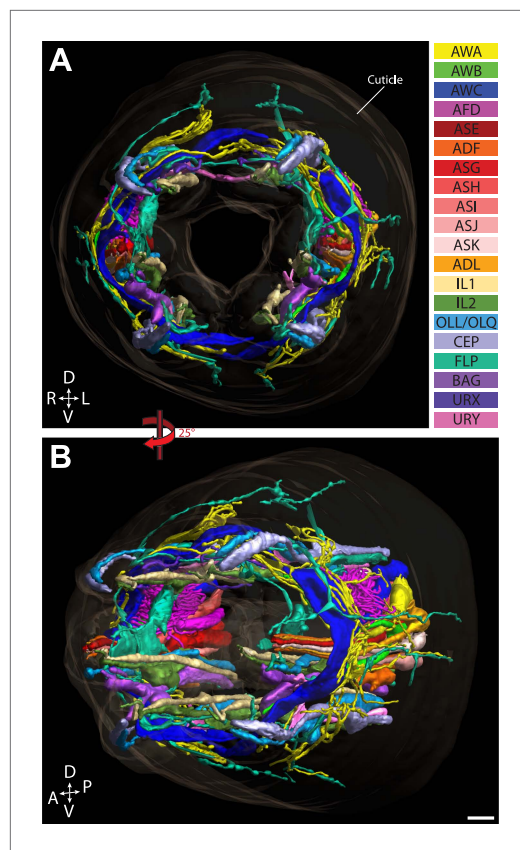 A
Cuticle
D
R L
V
25°
B
D
A P
V
AWA
AWB
AWC
AFD
ASE
ADF
ASG
ASH
ASI
ASJ
ASK
ADL
IL1
IL2
OLL/OLQ
CEP
FLP
BAG
URX
URY